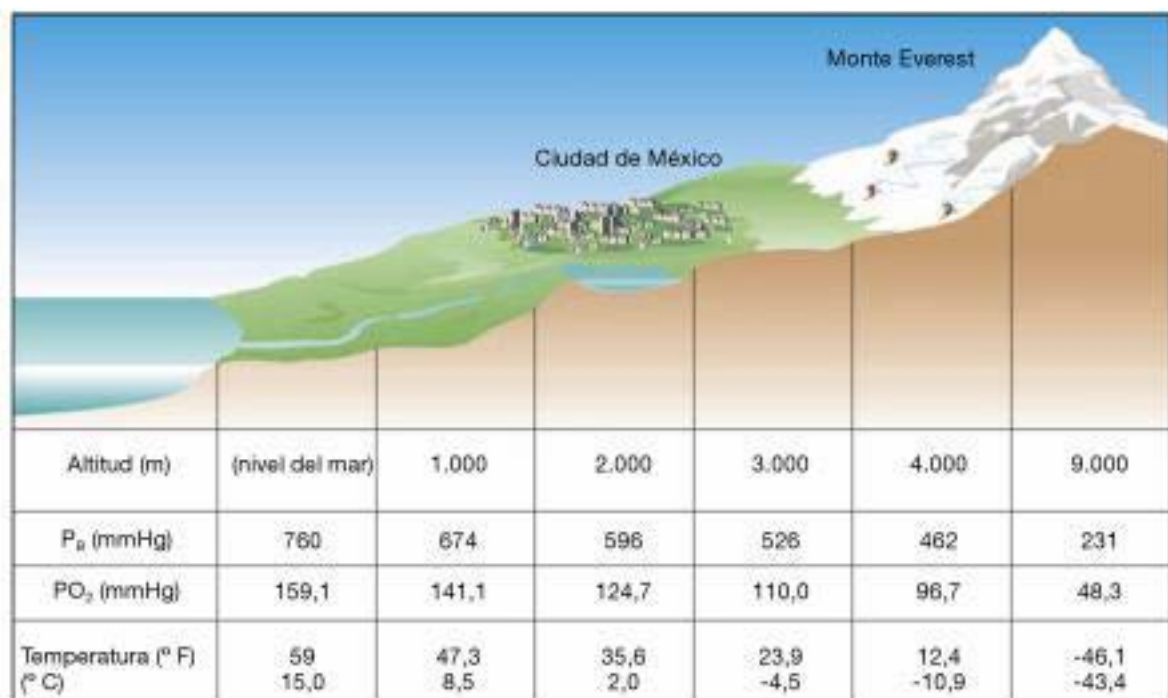 Monte Everest
Ciudad de México
Altitud (m) (nivel del mar) 1.000 2.000 3.000 4.000 9.000
P_B (mmHg) 760 674 596 526 462 231
PO₂ (mmHg) 159,1 141,1 124,7 110,0 96,7 48,3
Temperatura (º F) 59 47,3 35,6 23,9 12,4 -46,1
(º C) 15,0 8,5 2,0 -4,5 -10,9 -43,4